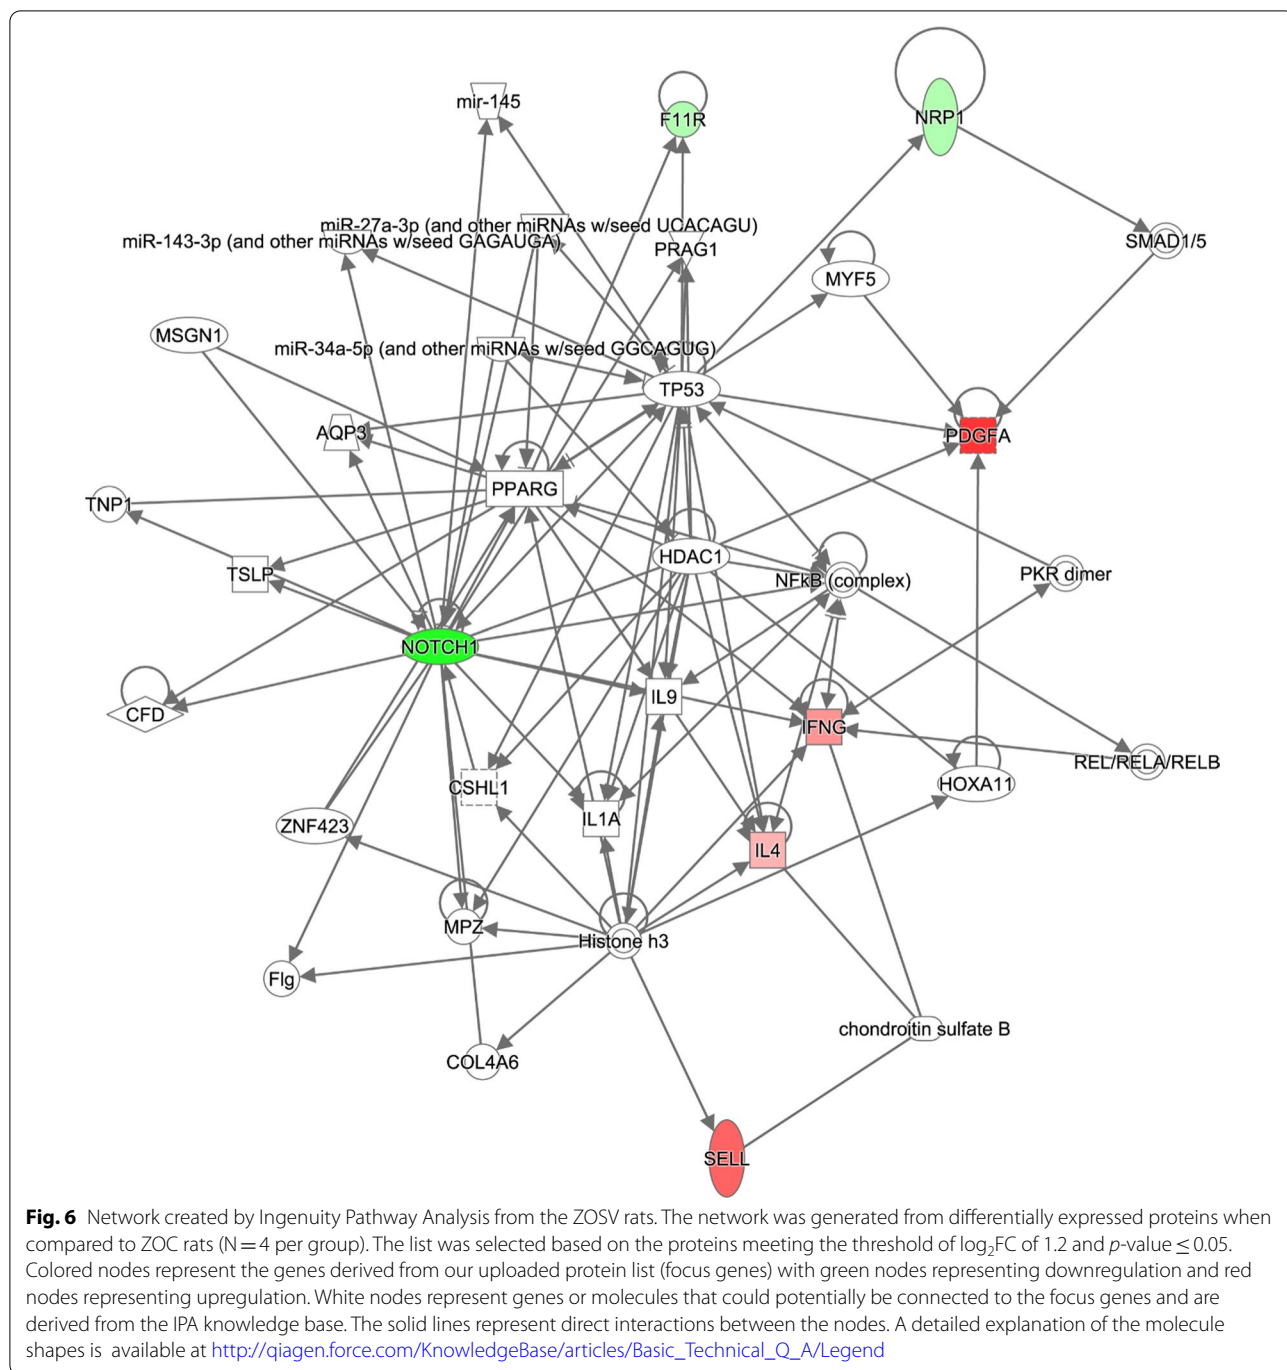 mir-145
F11R
NRP1
miR-27a-3p (and other miRNAs w/seed UCACAGU)
miR-143-3p (and other miRNAs w/seed GAGAUGA)
PRAG1
SMAD1/5
MYF5
MSGN1
miR-34a-5p (and other miRNAs w/seed GGCAGUG)
TP53
AQP3
PDGFA
PPARG
TNP1
HDAC1
TSLP
NFkB (complex)
PKR dimer
NOTCH1
IL9
CFD
IFNG
REL/RELA/RELB
CSHL1
HOXA11
IL1A
ZNF423
IL4
MPZ
Histone h3
Flg
chondroitin sulfate B
COL4A6
SELL
Fig. 6 Network created by Ingenuity Pathway Analysis from the ZOSV rats. The network was generated from differentially expressed proteins when
compared to ZOC rats (N = 4 per group). The list was selected based on the proteins meeting the threshold of log₂FC of 1.2 and p-value ≤ 0.05.
Colored nodes represent the genes derived from our uploaded protein list (focus genes) with green nodes representing downregulation and red
nodes representing upregulation. White nodes represent genes or molecules that could potentially be connected to the focus genes and are
derived from the IPA knowledge base. The solid lines represent direct interactions between the nodes. A detailed explanation of the molecule
shapes is available at http://qiagen.force.com/KnowledgeBase/articles/Basic_Technical_Q_A/Legend